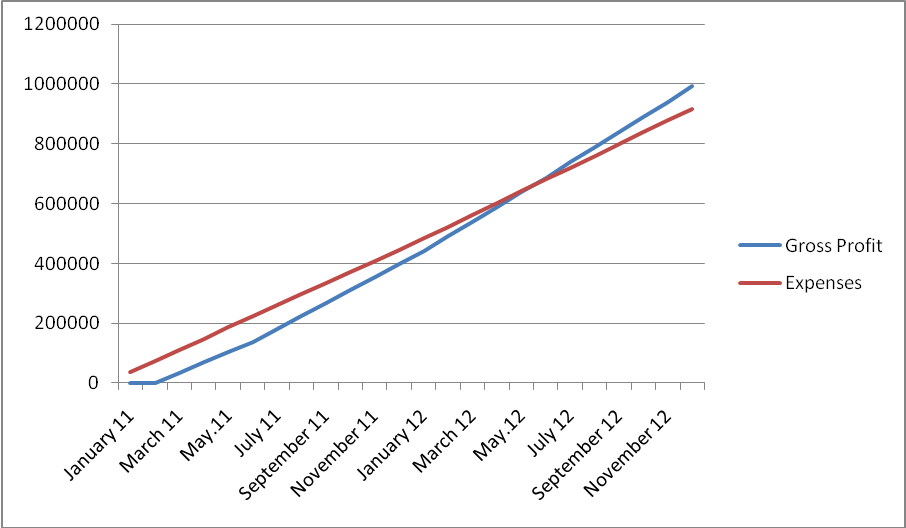 1200000
1000000
800000
600000
400000
200000
0
January 11
March 11
May.11
July 11
September 11
November 11
January 12
March 12
May.12
July 12
September 12
November 12
Gross Profit
Expenses